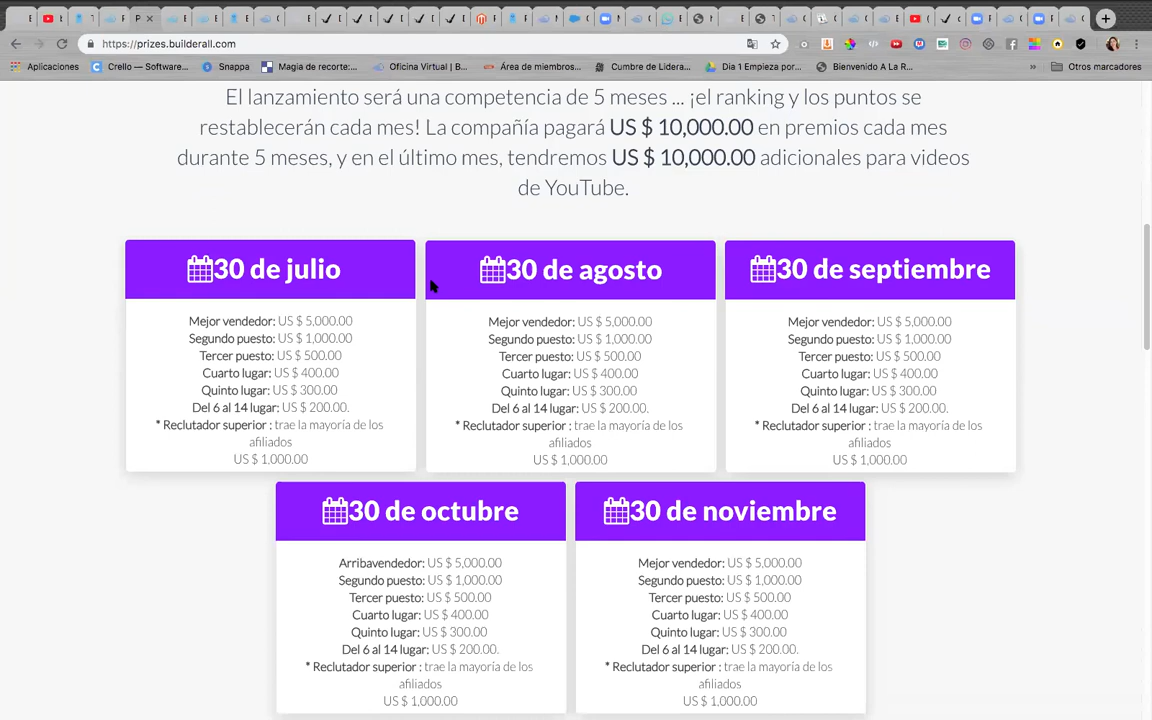 https://prizes.builderall.com
Aplicaciones
Crello — Software...
Snappa
Magia de recorte:...
Oficina Virtual | B...
Área de miembros...
Cumbre de Lidera...
Dia 1 Empieza por...
Bienvenido A La R...
»
Otros marcadores
El lanzamiento será una competencia de 5 meses ... ¡el ranking y los puntos se
restablecerán cada mes! La compañía pagará US $ 10,000.00 en premios cada mes
durante 5 meses, y en el último mes, tendremos US $ 10,000.00 adicionales para videos
de YouTube.
30 de julio
Mejor vendedor: US $ 5,000.00
Segundo puesto: US $ 1,000.00
Tercer puesto: US $ 500.00
Cuarto lugar: US $ 400.00
Quinto lugar: US $ 300.00
Del 6 al 14 lugar: US $ 200.00.
* Reclutador superior : trae la mayoría de los
afiliados
US $ 1,000.00
30 de agosto
Mejor vendedor: US $ 5,000.00
Segundo puesto: US $ 1,000.00
Tercer puesto: US $ 500.00
Cuarto lugar: US $ 400.00
Quinto lugar: US $ 300.00
Del 6 al 14 lugar: US $ 200.00.
* Reclutador superior : trae la mayoría de los
afiliados
US $ 1,000.00
30 de septiembre
Mejor vendedor: US $ 5,000.00
Segundo puesto: US $ 1,000.00
Tercer puesto: US $ 500.00
Cuarto lugar: US $ 400.00
Quinto lugar: US $ 300.00
Del 6 al 14 lugar: US $ 200.00.
* Reclutador superior : trae la mayoría de los
afiliados
US $ 1,000.00
30 de octubre
Arribavendedor: US $ 5,000.00
Segundo puesto: US $ 1,000.00
Tercer puesto: US $ 500.00
Cuarto lugar: US $ 400.00
Quinto lugar: US $ 300.00
Del 6 al 14 lugar: US $ 200.00.
* Reclutador superior : trae la mayoría de los
afiliados
US $ 1,000.00
30 de noviembre
Mejor vendedor: US $ 5,000.00
Segundo puesto: US $ 1,000.00
Tercer puesto: US $ 500.00
Cuarto lugar: US $ 400.00
Quinto lugar: US $ 300.00
Del 6 al 14 lugar: US $ 200.00.
* Reclutador superior : trae la mayoría de los
afiliados
US $ 1,000.00